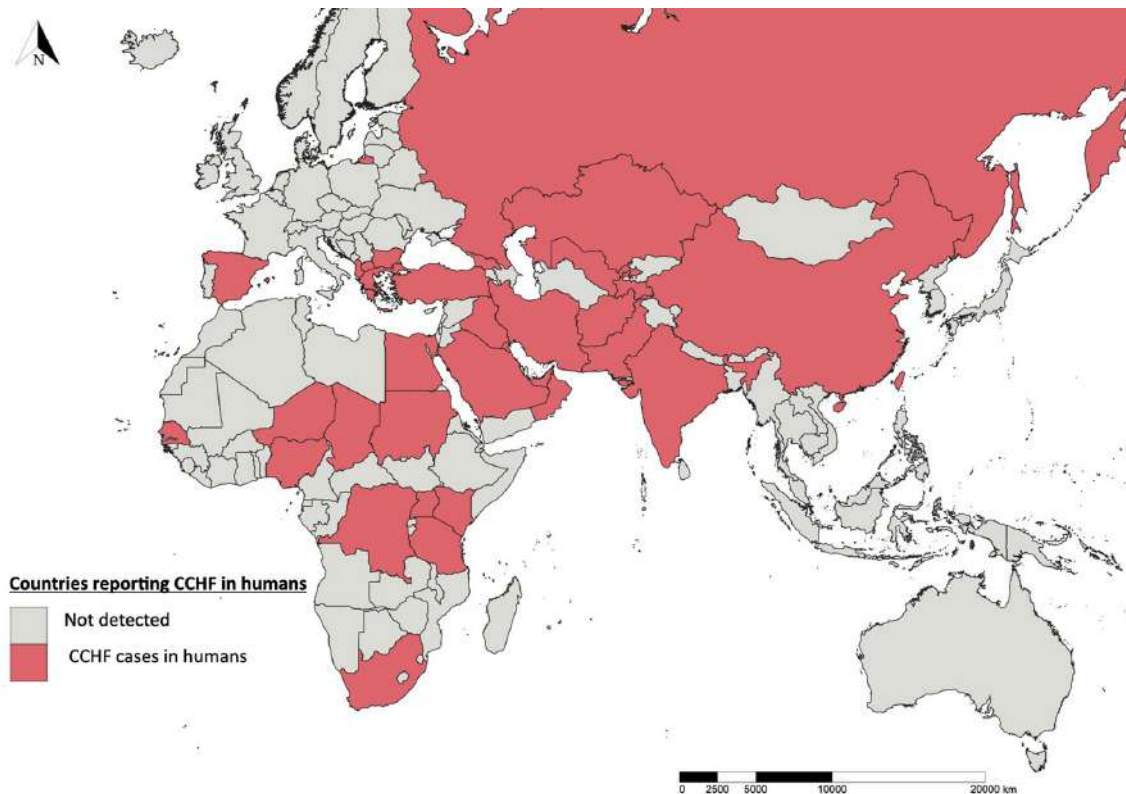 N
Countries reporting CCHF in humans
Not detected
CCHF cases in humans
0 2500 5000 10000 20000 km